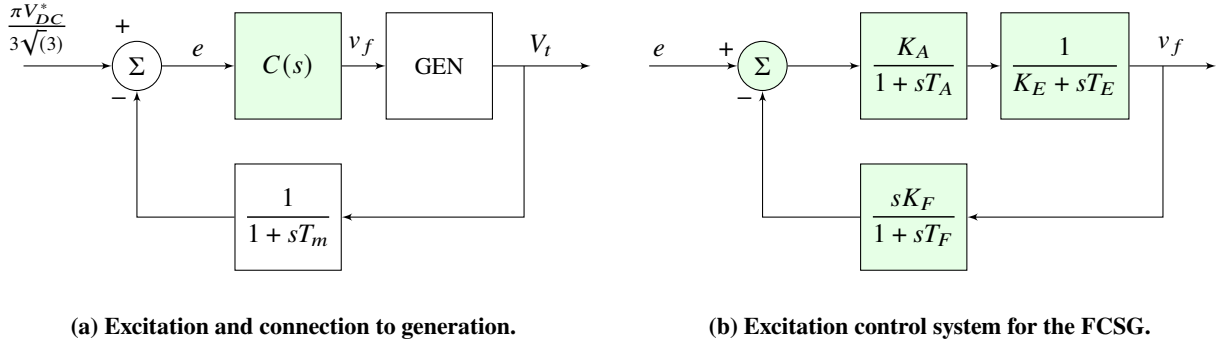 πV*_DC
3√(3)
+
Σ
−
e
C(s)
v_f
GEN
V_t
1
1 + sT_m
(a) Excitation and connection to generation.
e
+
Σ
−
K_A
1 + sT_A
1
K_E + sT_E
v_f
sK_F
1 + sT_F
(b) Excitation control system for the FCSG.